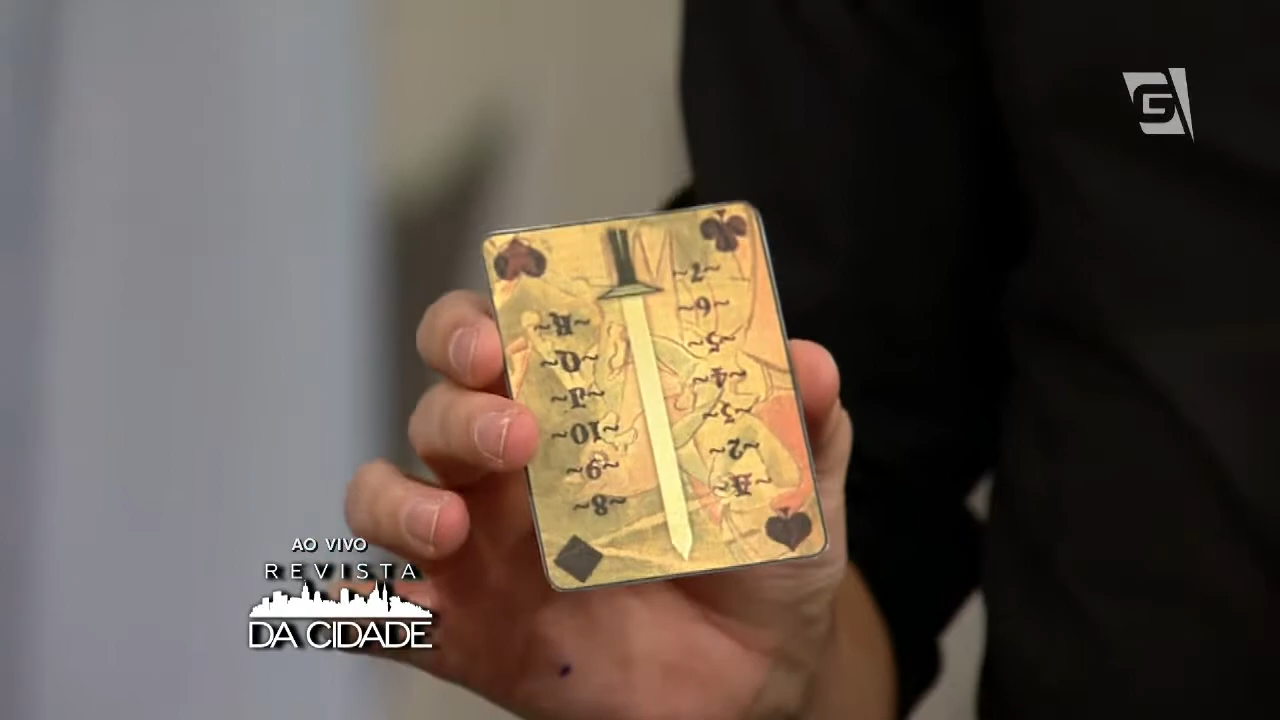 ~A~
~2~
~3~
~4~
~5~
~6~
~7~
~8~
~9~
~10~
~J~
~Q~
~K~
AO VIVO
REVISTA
DA CIDADE
G